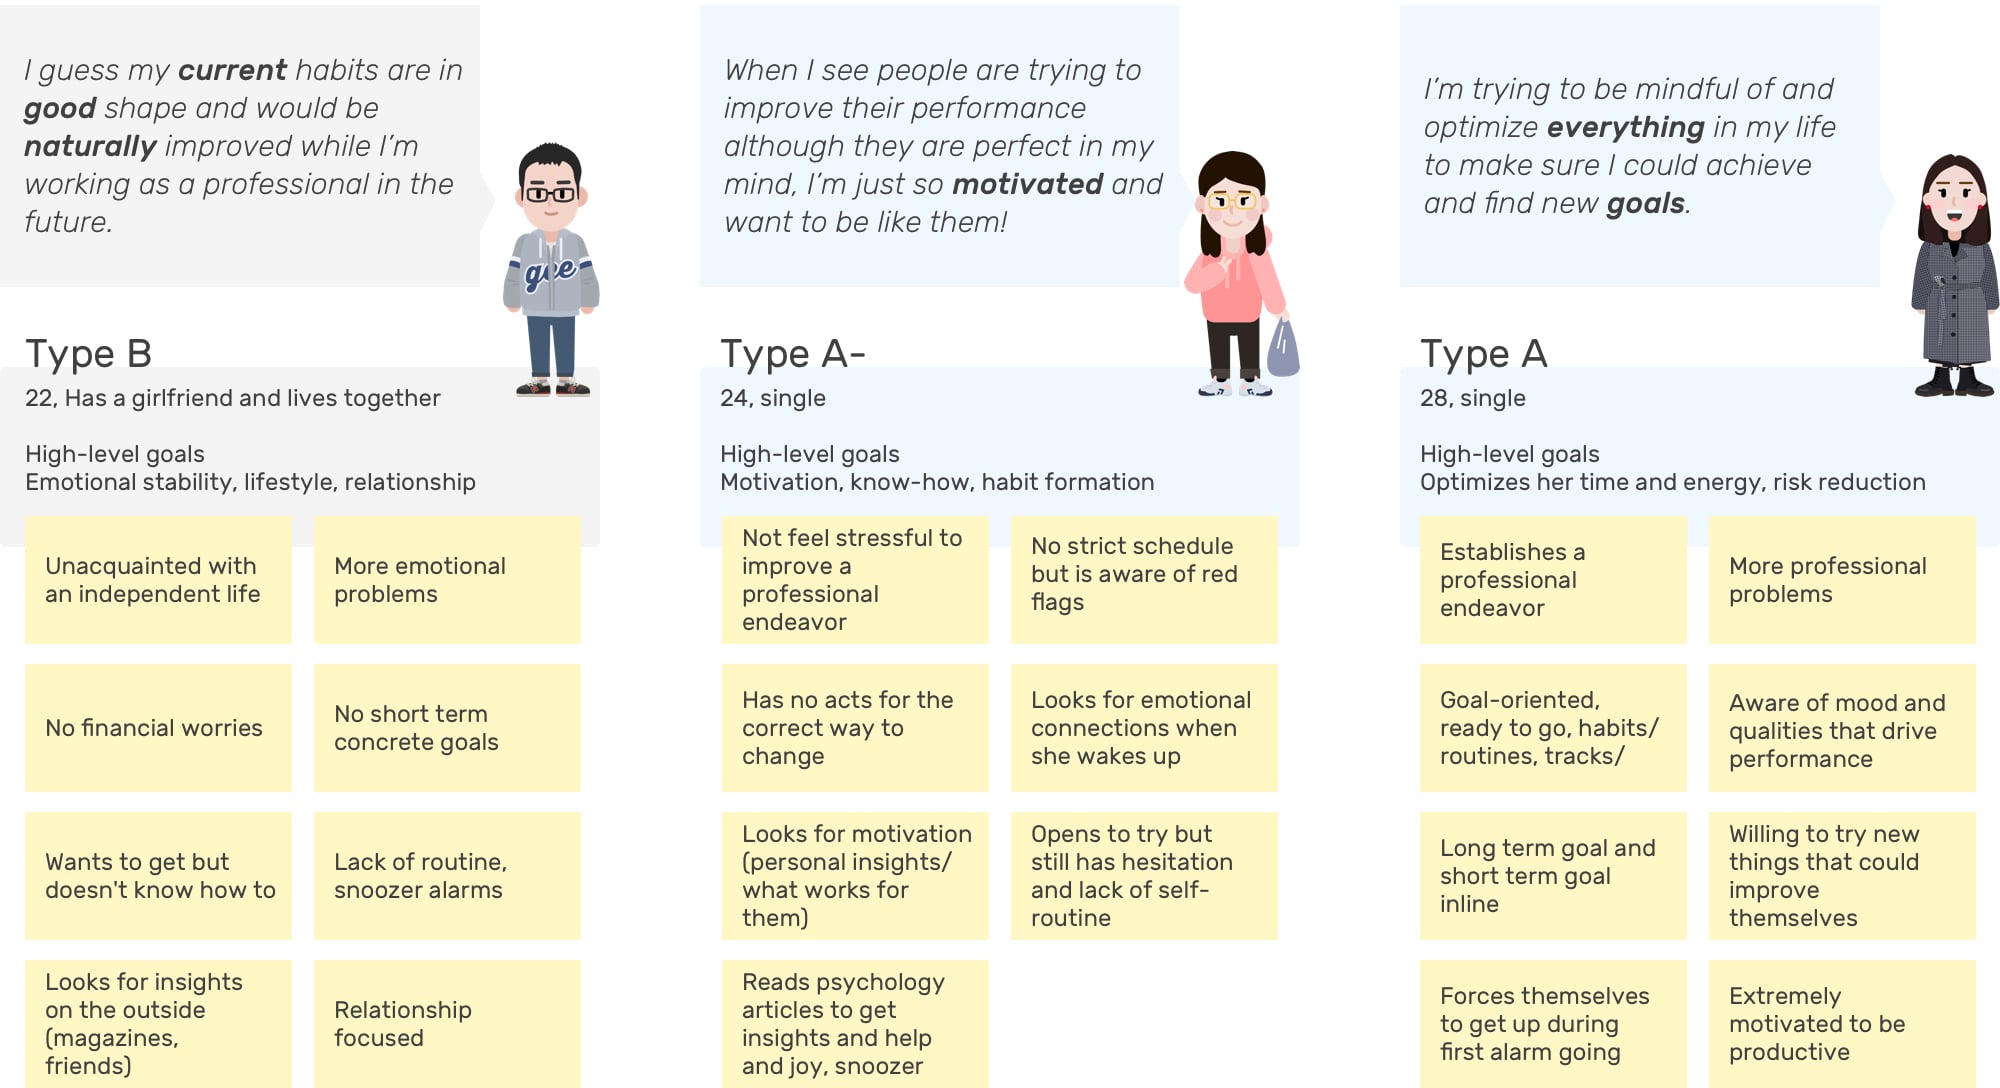 I guess my current habits are in
good shape and would be
naturally improved while I'm
working as a professional in the
future.
gee
Type B
22, Has a girlfriend and lives together
High-level goals
Emotional stability, lifestyle, relationship
Unacquainted with
an independent life
More emotional
problems
No financial worries
No short term
concrete goals
Wants to get but
doesn't know how to
Lack of routine,
snoozer alarms
Looks for insights
on the outside
(magazines,
friends)
Relationship
focused
When I see people are trying to
improve their performance
although they are perfect in my
mind, I'm just so motivated and
want to be like them!
Type A-
24, single
High-level goals
Motivation, know-how, habit formation
Not feel stressful to
improve a
professional
endeavor
No strict schedule
but is aware of red
flags
Has no acts for the
correct way to
change
Looks for emotional
connections when
she wakes up
Looks for motivation
(personal insights/
what works for
them)
Opens to try but
still has hesitation
and lack of self-
routine
Reads psychology
articles to get
insights and help
and joy, snoozer
I'm trying to be mindful of and
optimize everything in my life
to make sure I could achieve
and find new goals.
Type A
28, single
High-level goals
Optimizes her time and energy, risk reduction
Establishes a
professional
endeavor
More professional
problems
Goal-oriented,
ready to go, habits/
routines, tracks/
Aware of mood and
qualities that drive
performance
Long term goal and
short term goal
inline
Willing to try new
things that could
improve
themselves
Forces themselves
to get up during
first alarm going
Extremely
motivated to be
productive